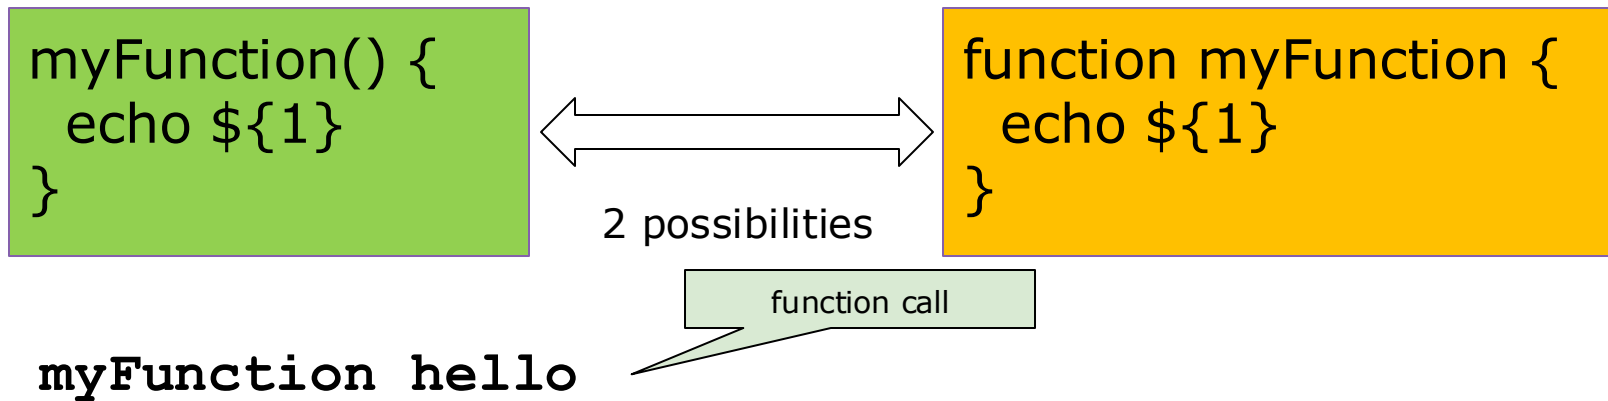 myFunction() {
  echo ${1}
}
function myFunction {
  echo ${1}
}
2 possibilities
function call
myFunction hello